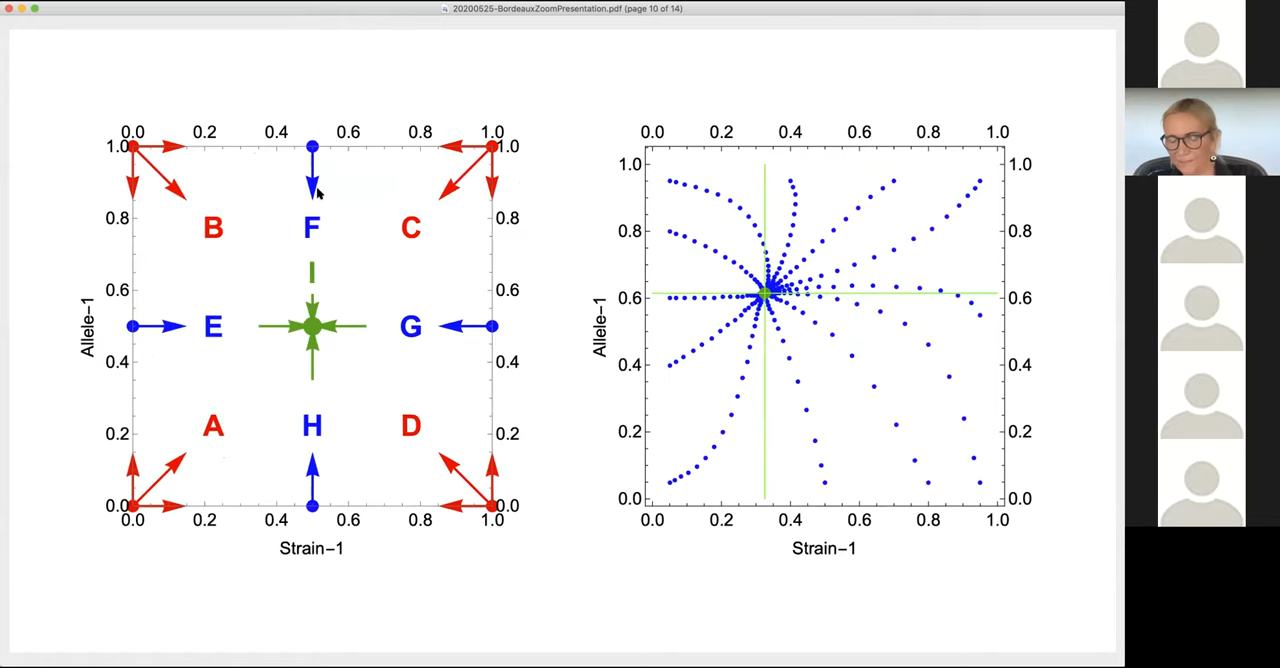 20200525-BordeauxZoomPresentation.pdf (page 10 of 14)
0.0 0.2 0.4 0.6 0.8 1.0
1.0 1.0
B F C
0.8 0.8
0.6 0.6
Allele-1
E G
0.4 0.4
A H D
0.2 0.2
0.0 0.0
0.0 0.2 0.4 0.6 0.8 1.0
Strain-1
0.0 0.2 0.4 0.6 0.8 1.0
1.0 1.0
0.8 0.8
0.6 0.6
Allele-1
0.4 0.4
0.2 0.2
0.0 0.0
0.0 0.2 0.4 0.6 0.8 1.0
Strain-1